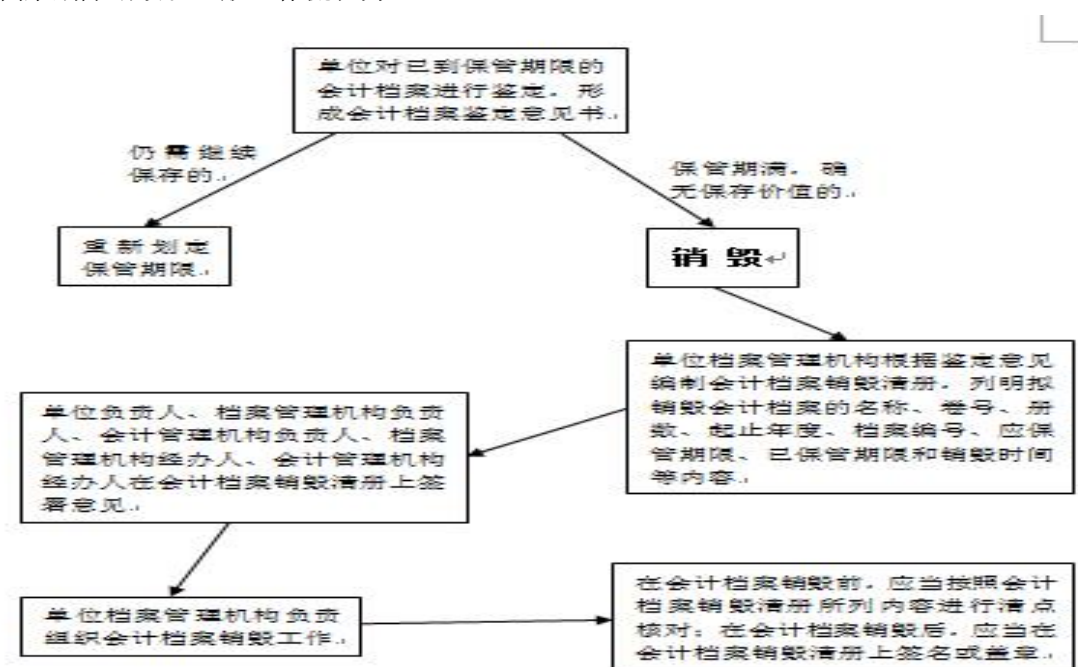 单位对已到保管期限的
会计档案进行鉴定，形
成会计档案鉴定意见书。
仍需继续
保存的。
保管期满，确
无保存价值的。
重新划定
保管期限。
销毁
单位档案管理机构根据鉴定意见
编制会计档案销毁清册，列明拟
销毁会计档案的名称、卷号、册
数、起止年度、档案编号、应保
管期限、已保管期限和销毁时间
等内容。
单位负责人、档案管理机构负责
人、会计管理机构负责人、档案
管理机构经办人、会计管理机构
经办人在会计档案销毁清册上签
署意见。
单位档案管理机构负责
组织会计档案销毁工作。
在会计档案销毁前，应当按照会计
档案销毁清册所列内容进行清点
核对；在会计档案销毁后，应当在
会计档案销毁清册上签名或盖章。